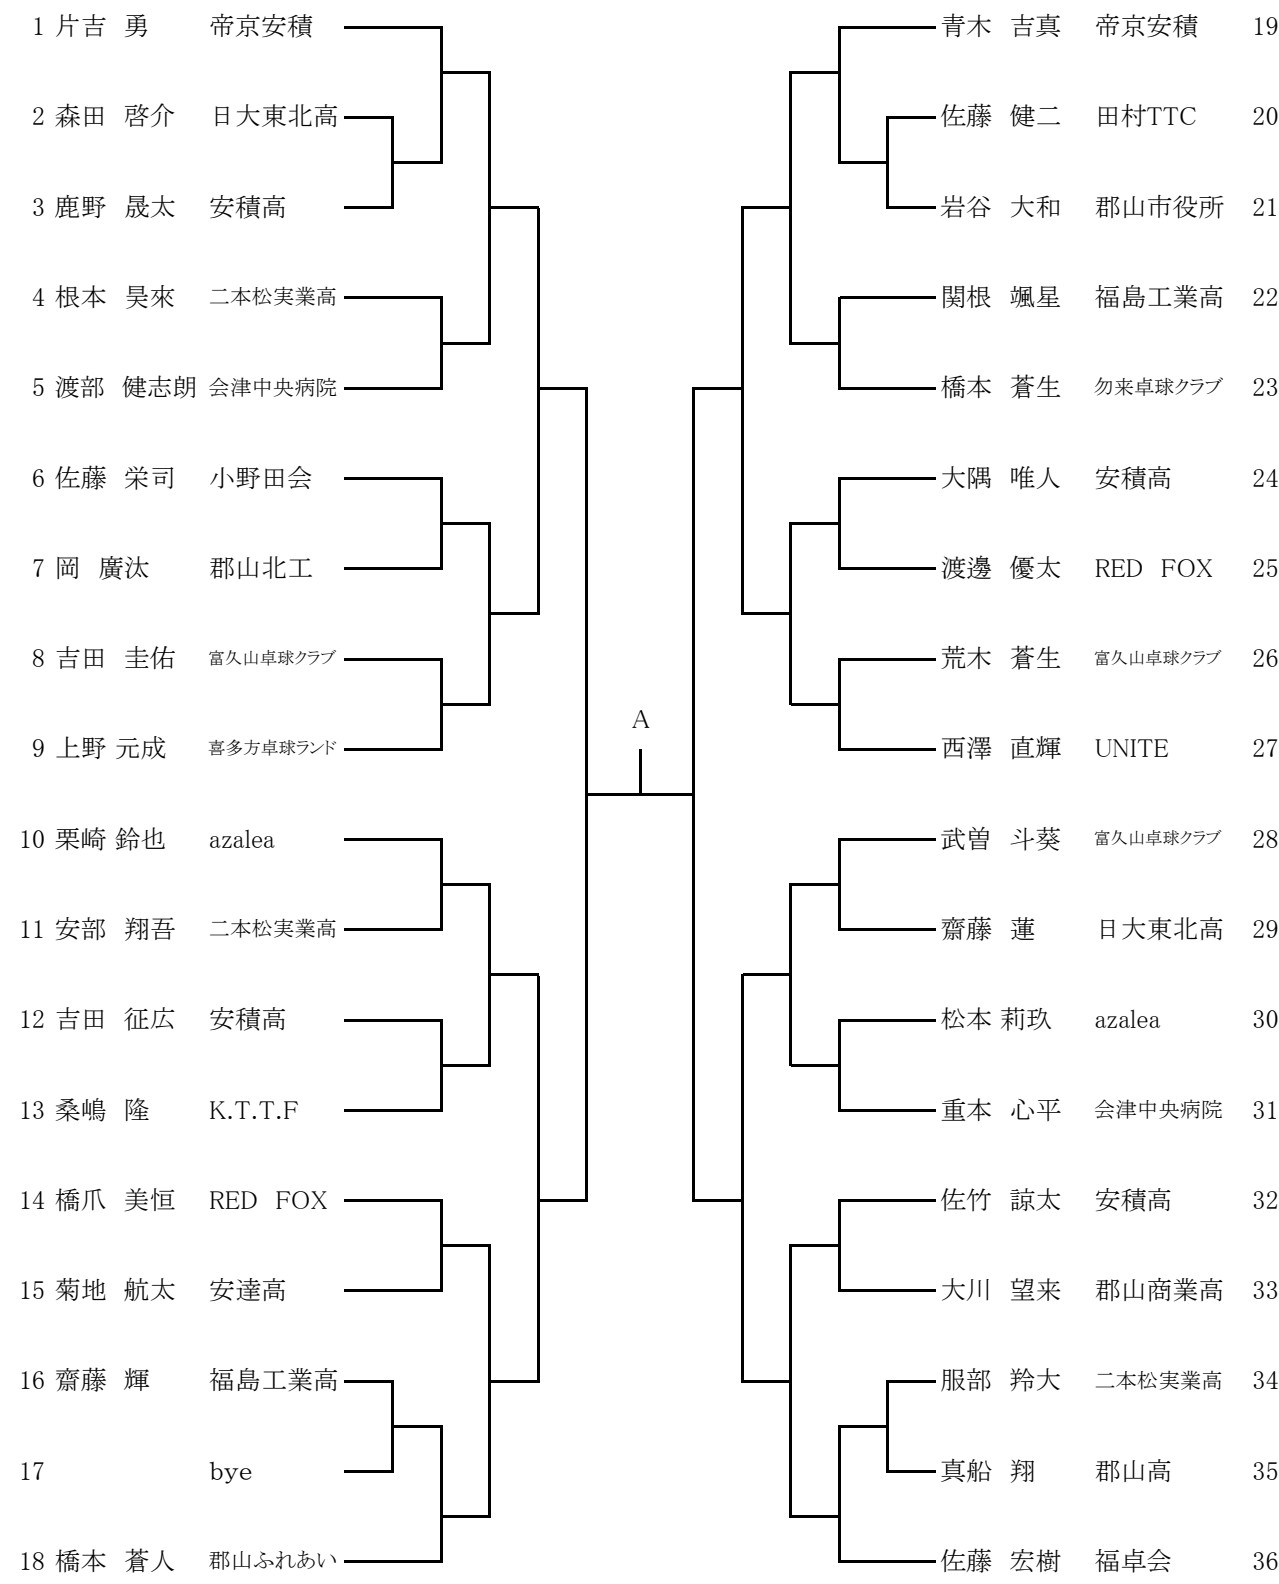 1 片吉 勇 帝京安積
2 森田 啓介 日大東北高
3 鹿野 晟太 安積高
4 根本 昊來 二本松実業高
5 渡部 健志朗 会津中央病院
6 佐藤 栄司 小野田会
7 岡 廣汰 郡山北工
8 吉田 圭佑 富久山卓球クラブ
9 上野 元成 喜多方卓球ランド
10 栗崎 鈴也 azalea
11 安部 翔吾 二本松実業高
12 吉田 征広 安積高
13 桑嶋 隆 K.T.T.F
14 橋爪 美恒 RED FOX
15 菊地 航太 安達高
16 齋藤 輝 福島工業高
17 bye
18 橋本 蒼人 郡山ふれあい
A
青木 吉真 帝京安積 19
佐藤 健二 田村TTC 20
岩谷 大和 郡山市役所 21
関根 颯星 福島工業高 22
橋本 蒼生 勿来卓球クラブ 23
大隅 唯人 安積高 24
渡邊 優太 RED FOX 25
荒木 蒼生 富久山卓球クラブ 26
西澤 直輝 UNITE 27
武曽 斗葵 富久山卓球クラブ 28
齋藤 蓮 日大東北高 29
松本 莉玖 azalea 30
重本 心平 会津中央病院 31
佐竹 諒太 安積高 32
大川 望来 郡山商業高 33
服部 羚大 二本松実業高 34
真船 翔 郡山高 35
佐藤 宏樹 福卓会 36